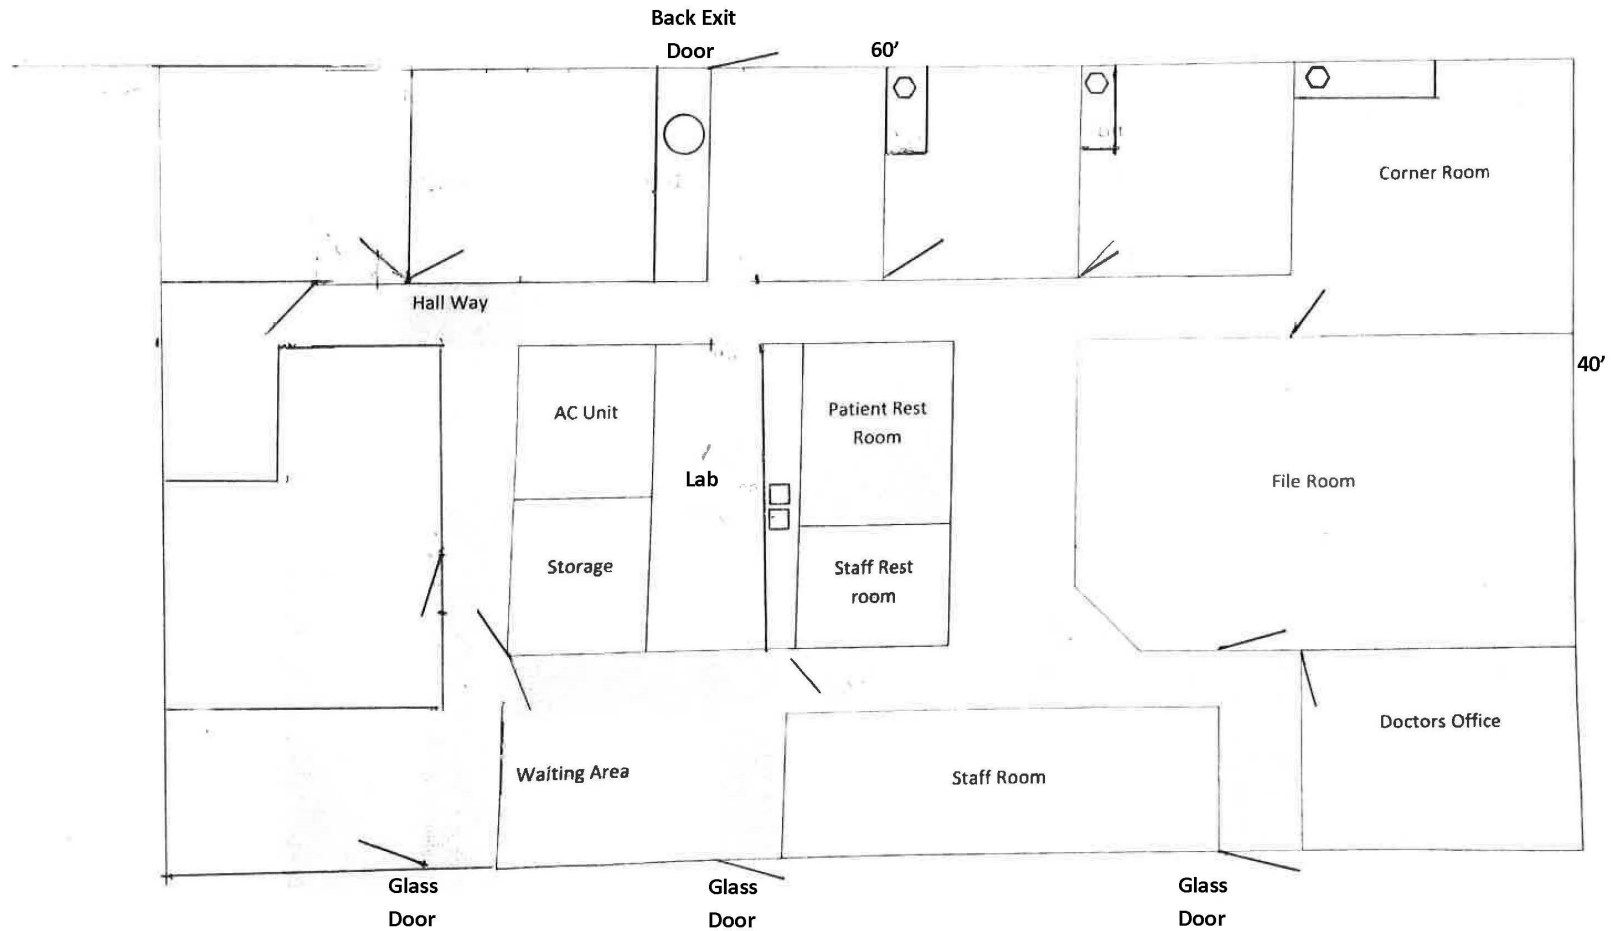 Back Exit
Door
60’
Corner Room
Hall Way
40’
AC Unit
Patient Rest
Room
Lab
File Room
Storage
Staff Rest
room
Doctors Office
Waiting Area
Staff Room
Glass
Door
Glass
Door
Glass
Door